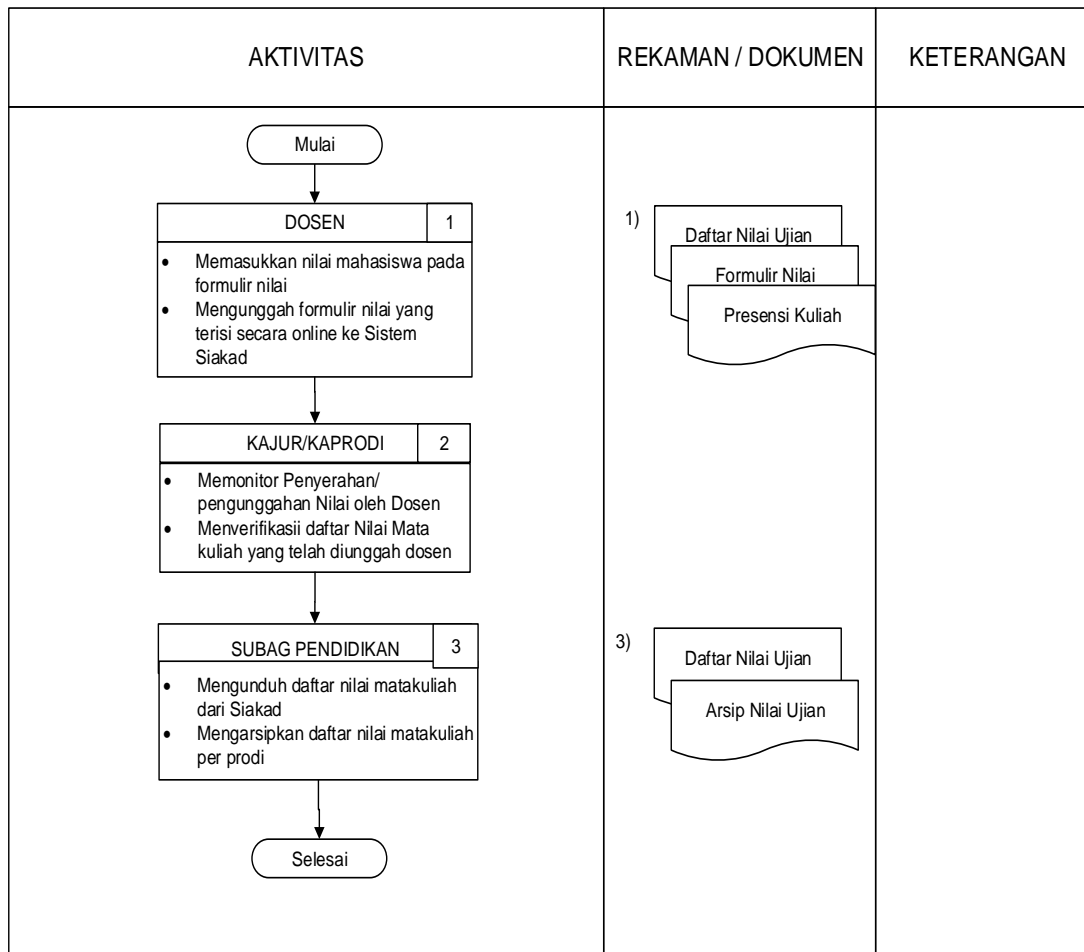 AKTIVITAS
REKAMAN / DOKUMEN
KETERANGAN
Mulai
DOSEN
1
• Memasukkan nilai mahasiswa pada
formulir nilai
• Mengunggah formulir nilai yang
terisi secara online ke Sistem
Siakad
1)
Daftar Nilai Ujian
Formulir Nilai
Presensi Kuliah
KAJUR/KAPRODI
2
• Memonitor Penyerahan/
pengunggahan Nilai oleh Dosen
• Menverifikasii daftar Nilai Mata
kuliah yang telah diunggah dosen
SUBAG PENDIDIKAN
3
• Mengunduh daftar nilai matakuliah
dari Siakad
• Mengarsipkan daftar nilai matakuliah
per prodi
3)
Daftar Nilai Ujian
Arsip Nilai Ujian
Selesai